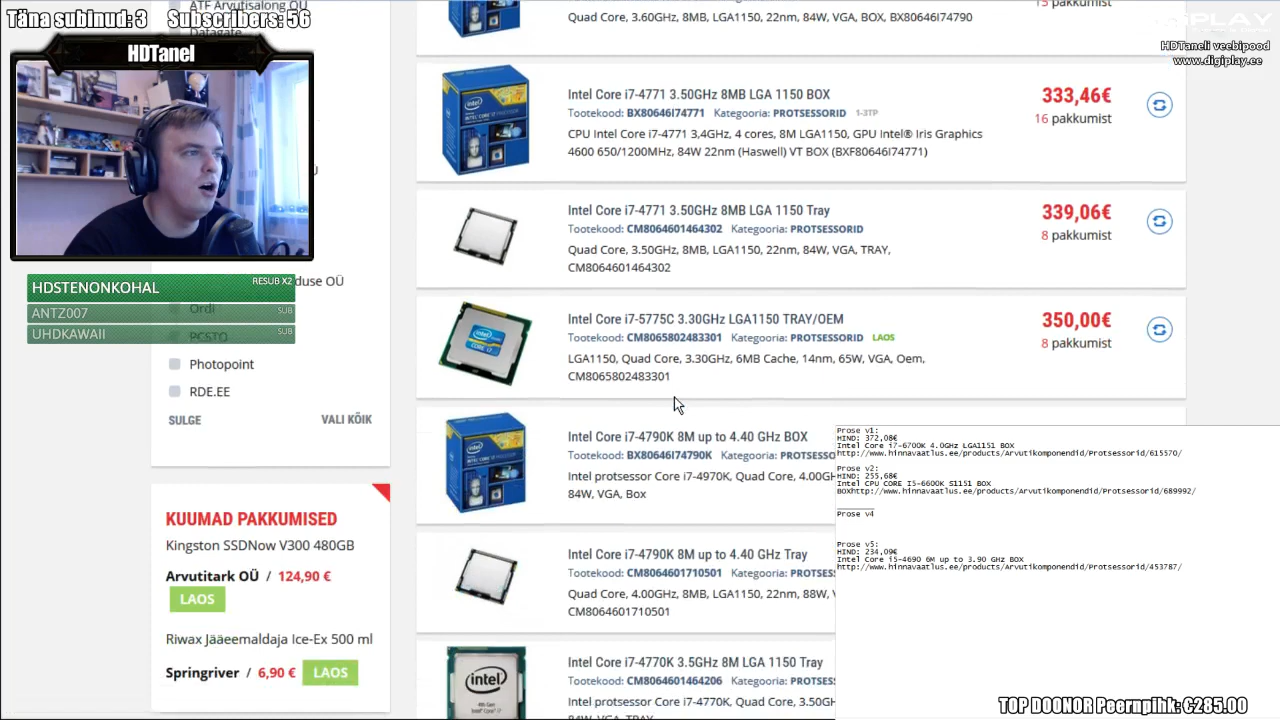 Täna subinud: 3 Subscribers: 56
HDTanel
HDSTENONKOHAL RESUB X2
ANTZ007 SUB
UHDKAWAII SUB
ATF Arvutisalong OÜ
Datagate
duse OÜ
Ordi
PCSTO
Photopoint
RDE.EE
SULGE VALI KÕIK
KUUMAD PAKKUMISED
Kingston SSDNow V300 480GB
Arvutitark OÜ / 124,90 €
LAOS
Riwax Jääeemaldaja Ice-Ex 500 ml
Springriver / 6,90 € LAOS
Quad Core, 3.60GHz, 8MB, LGA1150, 22nm, 84W, VGA, BOX, BX80646I74790
Intel Core i7-4771 3.50GHz 8MB LGA 1150 BOX
Tootekood: BX80646I74771 Kategooria: PROTSESSORID 1-3TP
CPU Intel Core i7-4771 3,4GHz, 4 cores, 8M LGA1150, GPU Intel® Iris Graphics
4600 650/1200MHz, 84W 22nm (Haswell) VT BOX (BXF80646I74771)
333,46€
16 pakkumist
Intel Core i7-4771 3.50GHz 8MB LGA 1150 Tray
Tootekood: CM8064601464302 Kategooria: PROTSESSORID
Quad Core, 3.50GHz, 8MB, LGA1150, 22nm, 84W, VGA, TRAY,
CM8064601464302
339,06€
8 pakkumist
Intel Core i7-5775C 3.30GHz LGA1150 TRAY/OEM
Tootekood: CM8065802483301 Kategooria: PROTSESSORID LAOS
LGA1150, Quad Core, 3.30GHz, 6MB Cache, 14nm, 65W, VGA, Oem,
CM8065802483301
350,00€
8 pakkumist
Intel Core i7-4790K 8M up to 4.40 GHz BOX
Tootekood: BX80646I74790K Kategooria: PROTS
Intel protsessor Core i7-4970K, Quad Core, 4.00GH
84W, VGA, Box
Intel Core i7-4790K 8M up to 4.40 GHz Tray
Tootekood: CM8064601710501 Kategooria: PROTSES
Quad Core, 4.00GHz, 8MB, LGA1150, 22nm, 88W, V
CM8064601710501
Intel Core i7-4770K 3.5GHz 8M LGA 1150 Tray
Tootekood: CM8064601464206 Kategooria: PROTSES
Intel protsessor Core i7-4770K, Quad Core, 3.50GH
84W, VGA, TRAY
HDTaneli veebipood
www.digiplay.ee
Prose v1:
HIND: 372,08€
Intel Core i7-6700K 4.0GHz LGA1151 BOX
http://www.hinnavaatlus.ee/products/Arvutikomponendid/Protsessorid/615570/
Prose v2:
HIND: 255,68€
Intel CPU CORE I5-6600K S1151 BOX
BOXhttp://www.hinnavaatlus.ee/products/Arvutikomponendid/Protsessorid/689992/
Prose v4
Prose v5:
HIND: 234,09€
Intel Core i5-4690 6M up to 3.90 GHz BOX
http://www.hinnavaatlus.ee/products/Arvutikomponendid/Protsessorid/453787/
TOP DOONOR Peernpihk: €285.00